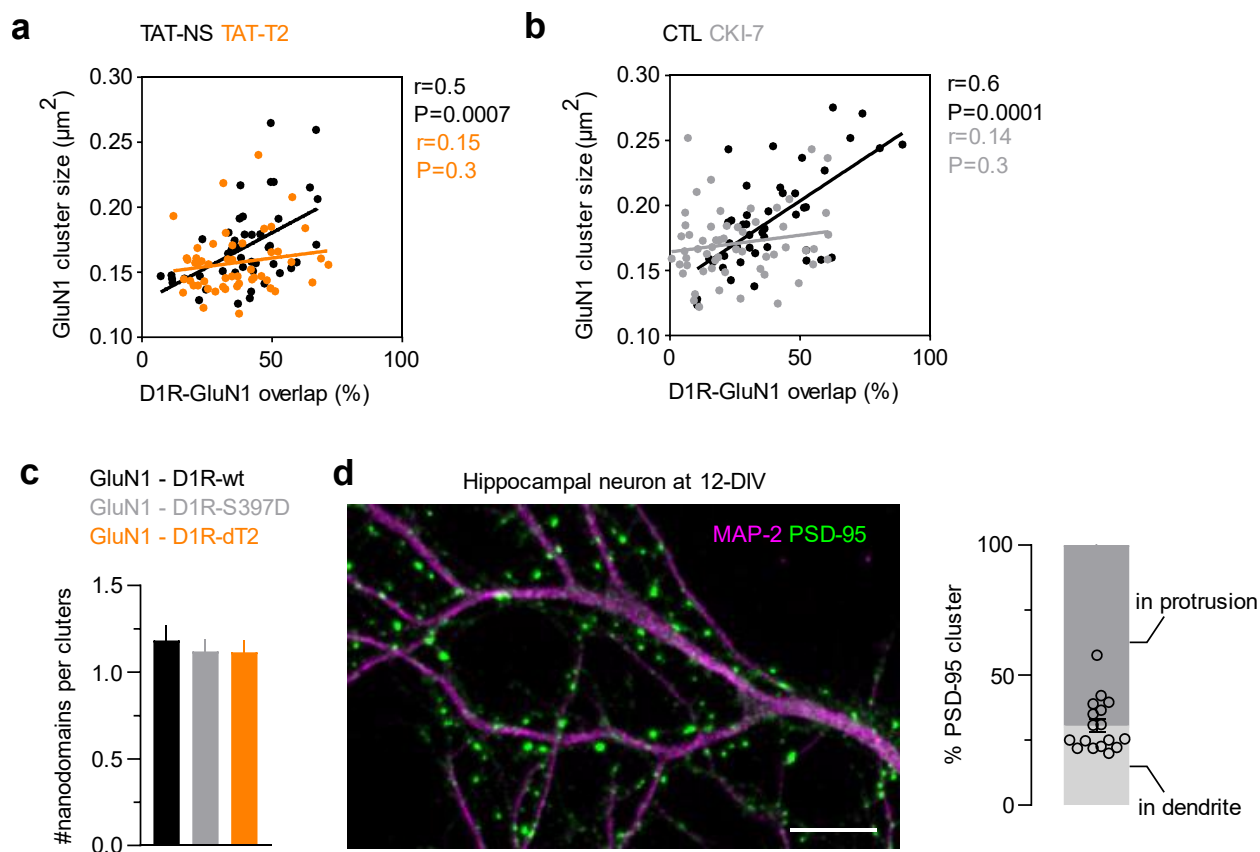 a
TAT-NS TAT-T2
0.30
0.25
0.20
0.15
0.10
GluN1 cluster size (µm²)
0
50
100
D1R-GluN1 overlap (%)
r=0.5
P=0.0007
r=0.15
P=0.3
b
CTL CKI-7
0.30
0.25
0.20
0.15
0.10
GluN1 cluster size (µm²)
0
50
100
D1R-GluN1 overlap (%)
r=0.6
P=0.0001
r=0.14
P=0.3
c
GluN1 - D1R-wt
GluN1 - D1R-S397D
GluN1 - D1R-dT2
1.5
1.0
0.5
0.0
#nanodomains per cluters
d
Hippocampal neuron at 12-DIV
MAP-2 PSD-95
100
50
0
% PSD-95 cluster
in protrusion
in dendrite